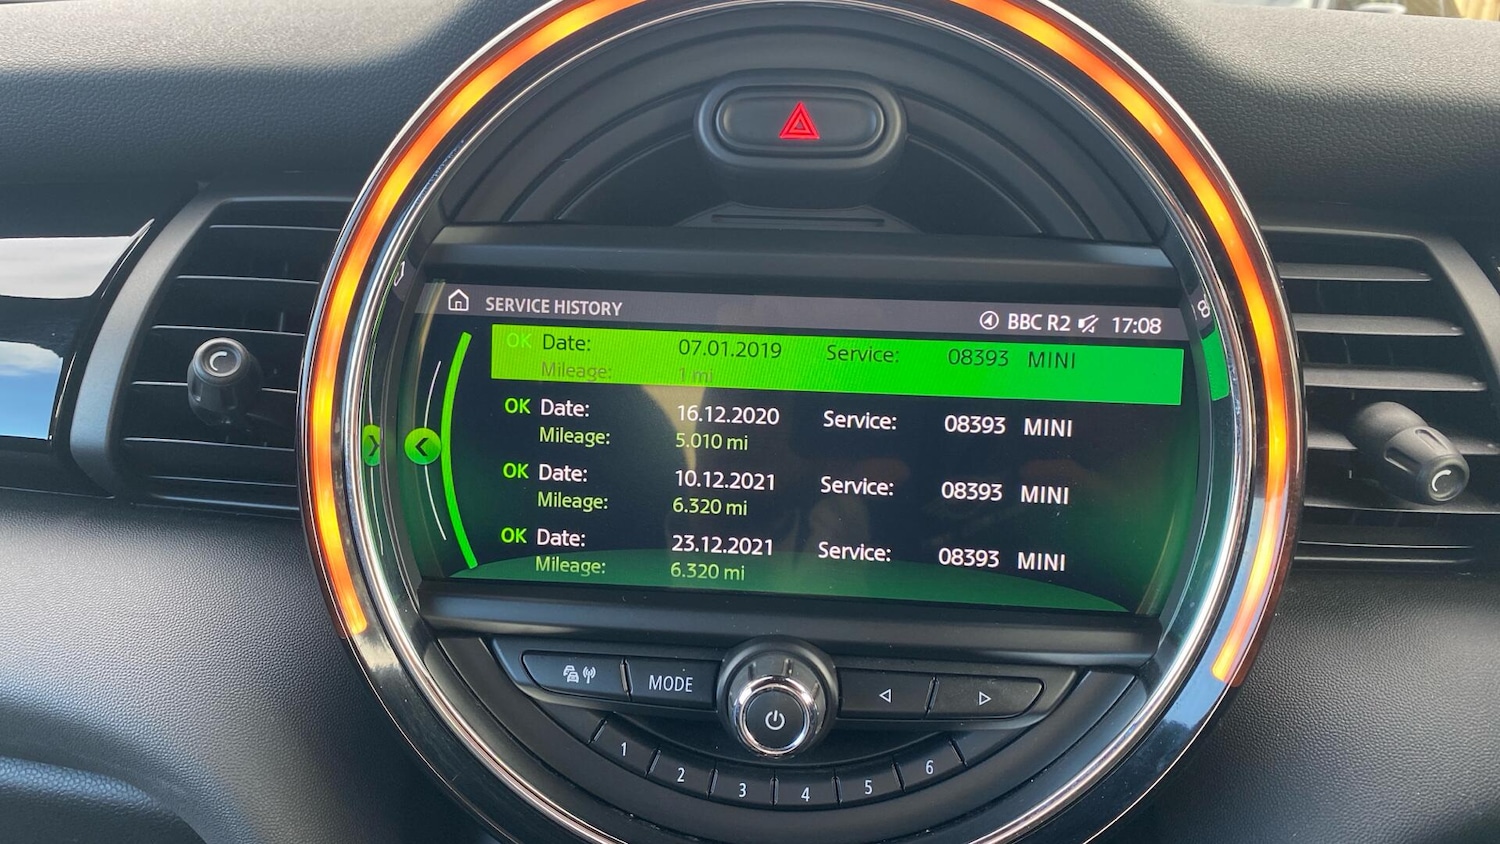 SERVICE HISTORY BBC R2 17:08
OK Date: 07.01.2019 Service: 08393 MINI
Mileage: 1 mi
OK Date: 16.12.2020 Service: 08393 MINI
Mileage: 5.010 mi
OK Date: 10.12.2021 Service: 08393 MINI
Mileage: 6.320 mi
OK Date: 23.12.2021 Service: 08393 MINI
Mileage: 6.320 mi
MODE
1 2 3 4 5 6